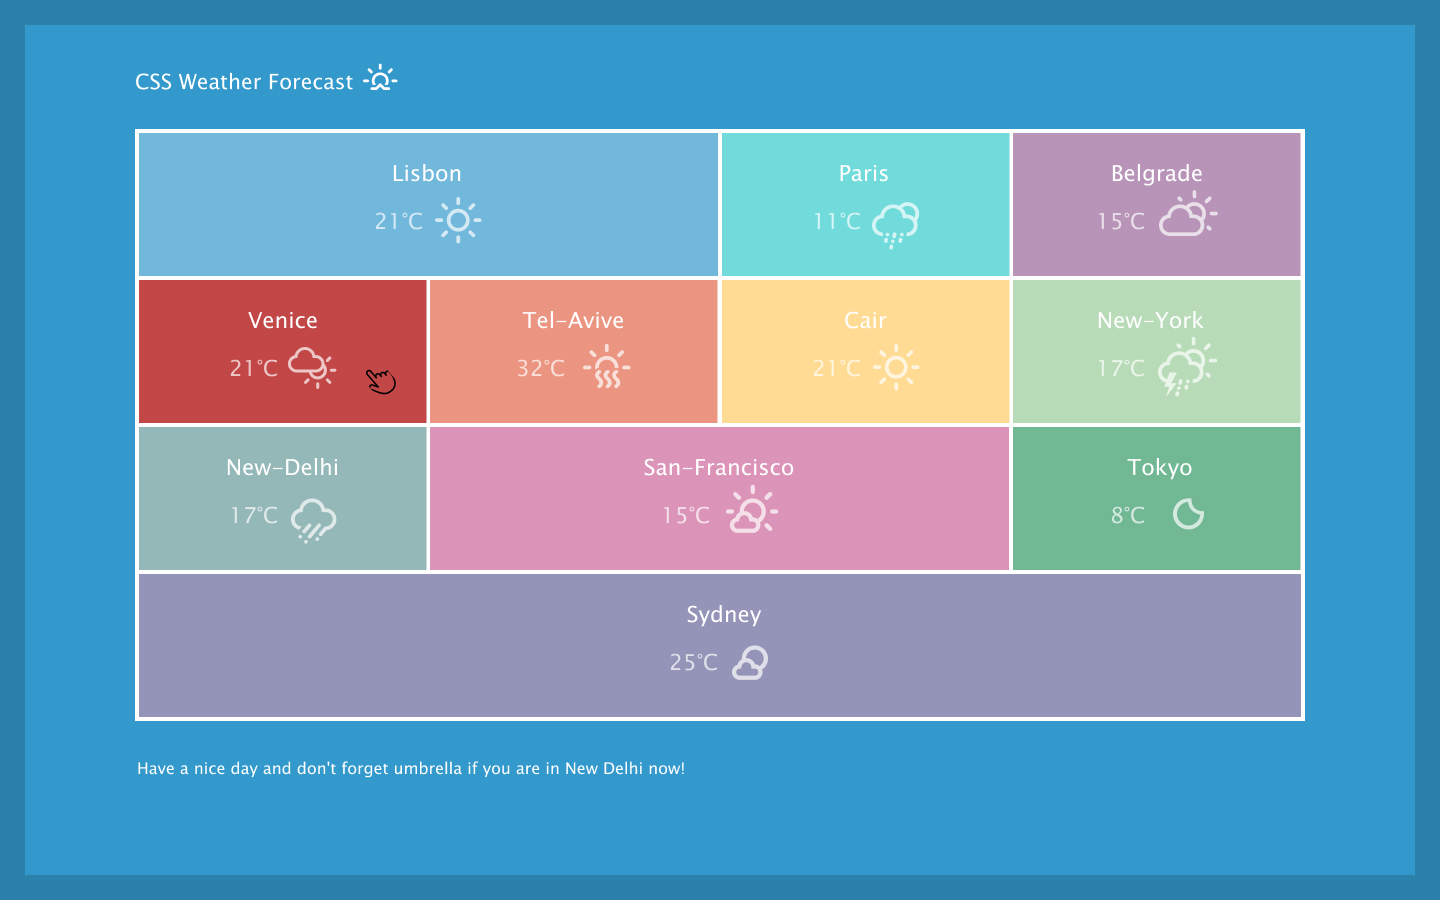 CSS Weather Forecast
Lisbon
21°C
Paris
11°C
Belgrade
15°C
Venice
21°C
Tel-Avive
32°C
Cair
21°C
New-York
17°C
New-Delhi
17°C
San-Francisco
15°C
Tokyo
8°C
Sydney
25°C
Have a nice day and don't forget umbrella if you are in New Delhi now!